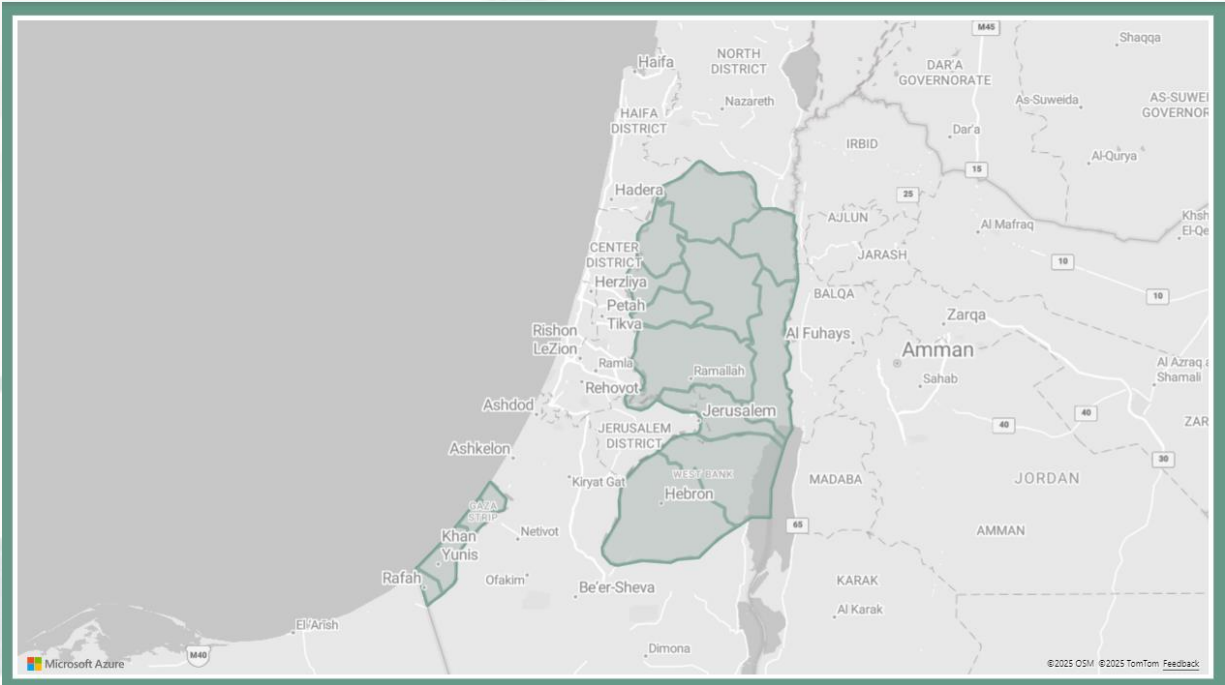 M45
Shaqqa
Haifa
NORTH
DISTRICT
DAR'A
GOVERNORATE
As-Suweida
AS-SUWEI
GOVERNOR
Nazareth
HAIFA
DISTRICT
Dar'a
IRBID
Al-Qurya
15
Hadera
25
AJLUN
Al Mafraq
Khsh
El-Qe
CENTER
DISTRICT
JARASH
10
Herzliya
BALQA
10
Petah
Tikva
Zarqa
Rishon
LeZion
Al Fuhays
Amman
Ramla
Ramallah
Sahab
Al Azraq a
Shamali
Rehovot
Ashdod
Jerusalem
40
40
ZAR
JERUSALEM
DISTRICT
Ashkelon
30
WEST BANK
Kiryat Gat
MADABA
JORDAN
Hebron
GAZA
STRIP
65
AMMAN
Netivot
Khan
Yunis
Rafah
Ofakim
Be'er-Sheva
KARAK
Al Karak
El-Arish
Dimona
M40
Microsoft Azure
©2025 OSM ©2025 TomTom Feedback